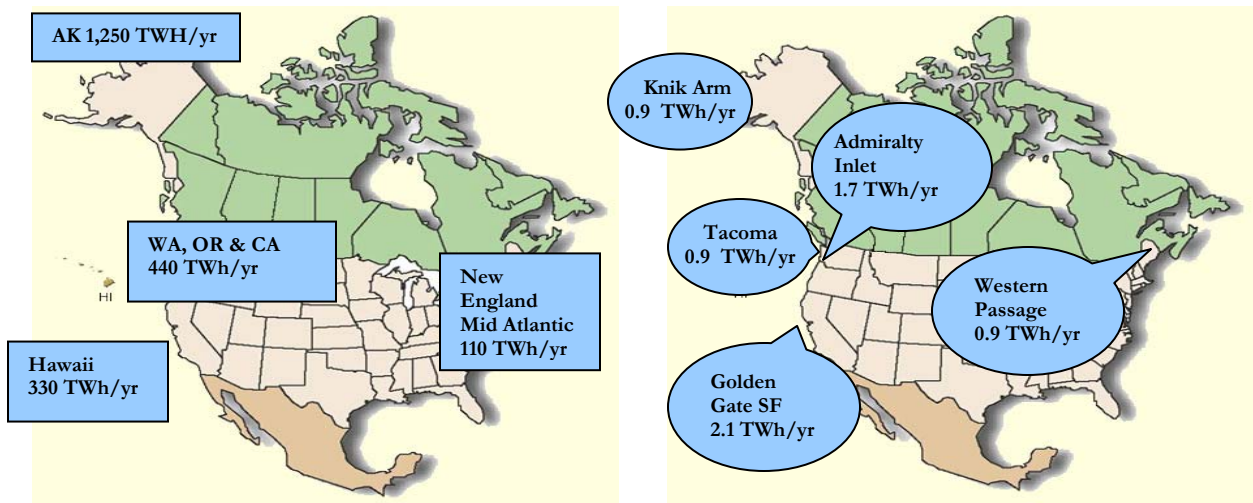 AK 1,250 TWH/yr
WA, OR & CA
440 TWh/yr
HI
New
England
Mid Atlantic
110 TWh/yr
Hawaii
330 TWh/yr
Knik Arm
0.9 TWh/yr
Admiralty
Inlet
1.7 TWh/yr
Tacoma
0.9 TWh/yr
Western
Passage
0.9 TWh/yr
Golden
Gate SF
2.1 TWh/yr